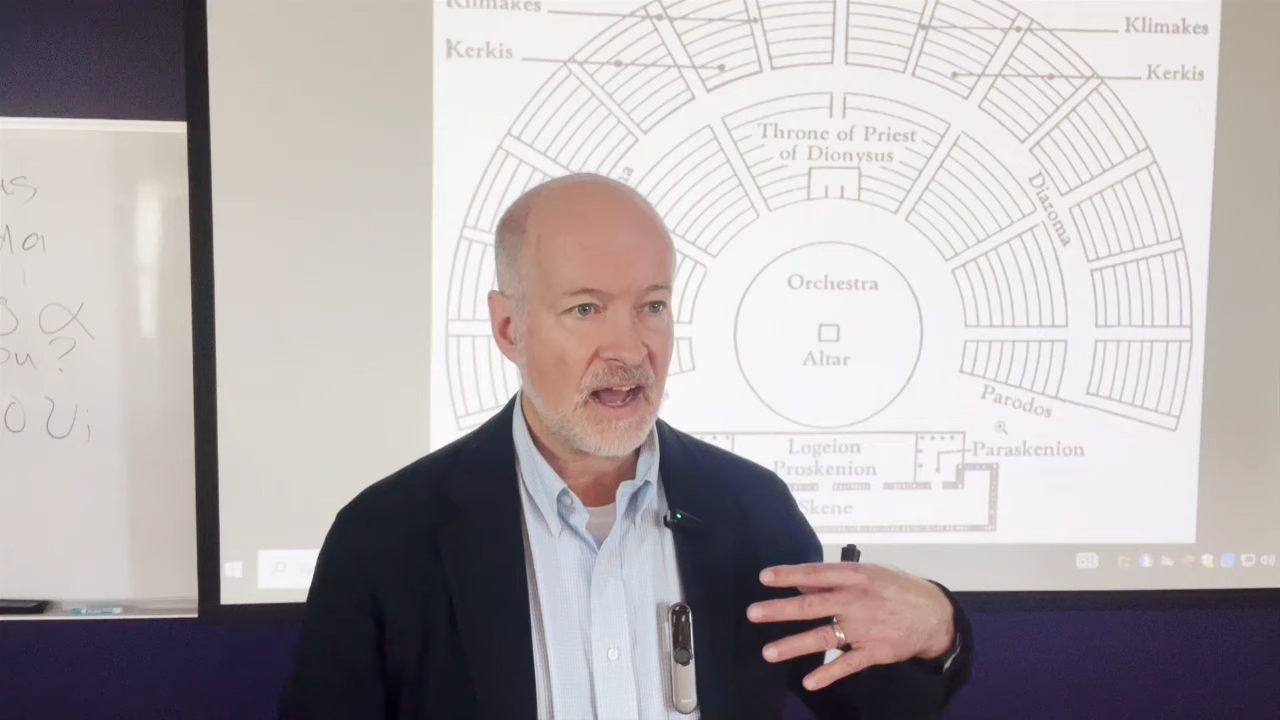 Klimakes
Klimakes
Kerkis
Kerkis
Throne of Priest
of Dionysus
Diazoma
Orchestra
Altar
Parodos
Logeion
Proskenion
Paraskenion
Skene